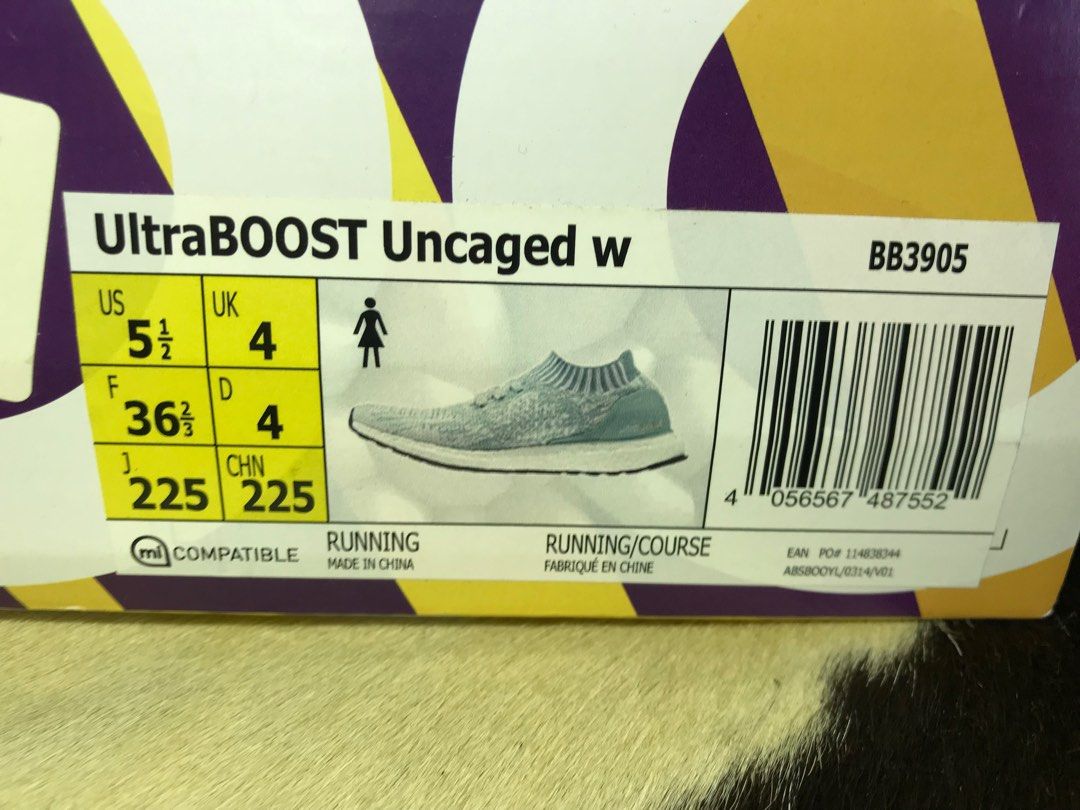 UltraBOOST Uncaged w
BB3905
US 5½ UK 4
F 36⅔ D 4
J. 225 CHN 225
4 056567 487552
mi COMPATIBLE
RUNNING
MADE IN CHINA
RUNNING/COURSE
FABRIQUÉ EN CHINE
EAN PO# 114838344
ABSBOOYL/0314/V01